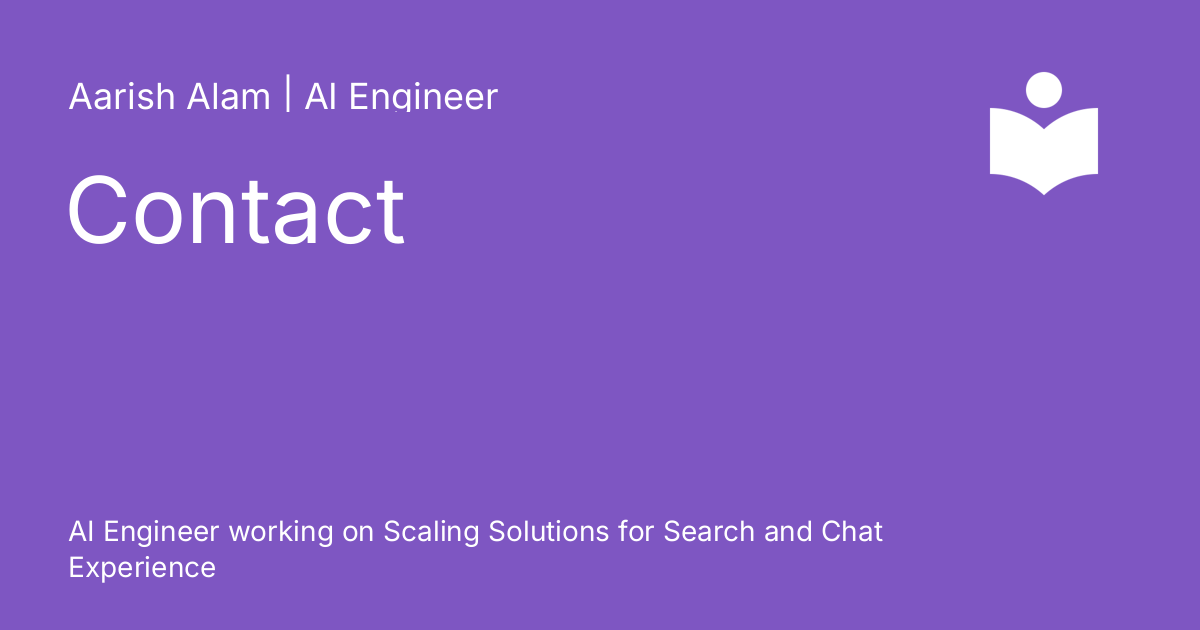 Aarish Alam | AI Engineer
Contact
AI Engineer working on Scaling Solutions for Search and Chat
Experience